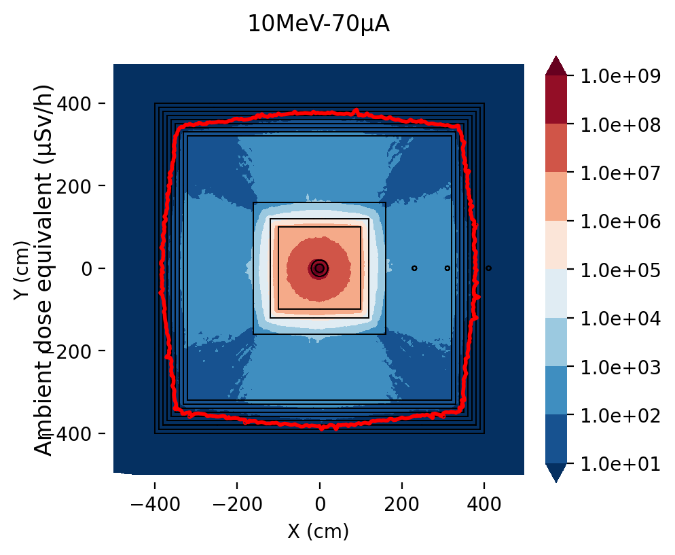 10MeV-70μA
Ambient dose equivalent (μSv/h)
Y (cm)
400
200
0
−200
−400
−400 −200 0 200 400
X (cm)
1.0e+09
1.0e+08
1.0e+07
1.0e+06
1.0e+05
1.0e+04
1.0e+03
1.0e+02
1.0e+01